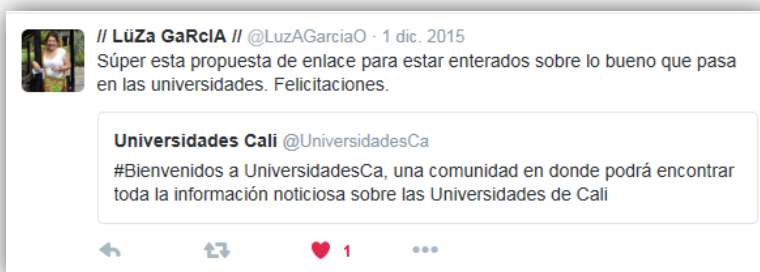 // LüZa GaRcIA // @LuzAGarciaO · 1 dic. 2015
Súper esta propuesta de enlace para estar enterados sobre lo bueno que pasa
en las universidades. Felicitaciones.
Universidades Cali @UniversidadesCa
#Bienvenidos a UniversidadesCa, una comunidad en donde podrá encontrar
toda la información noticiosa sobre las Universidades de Cali
1